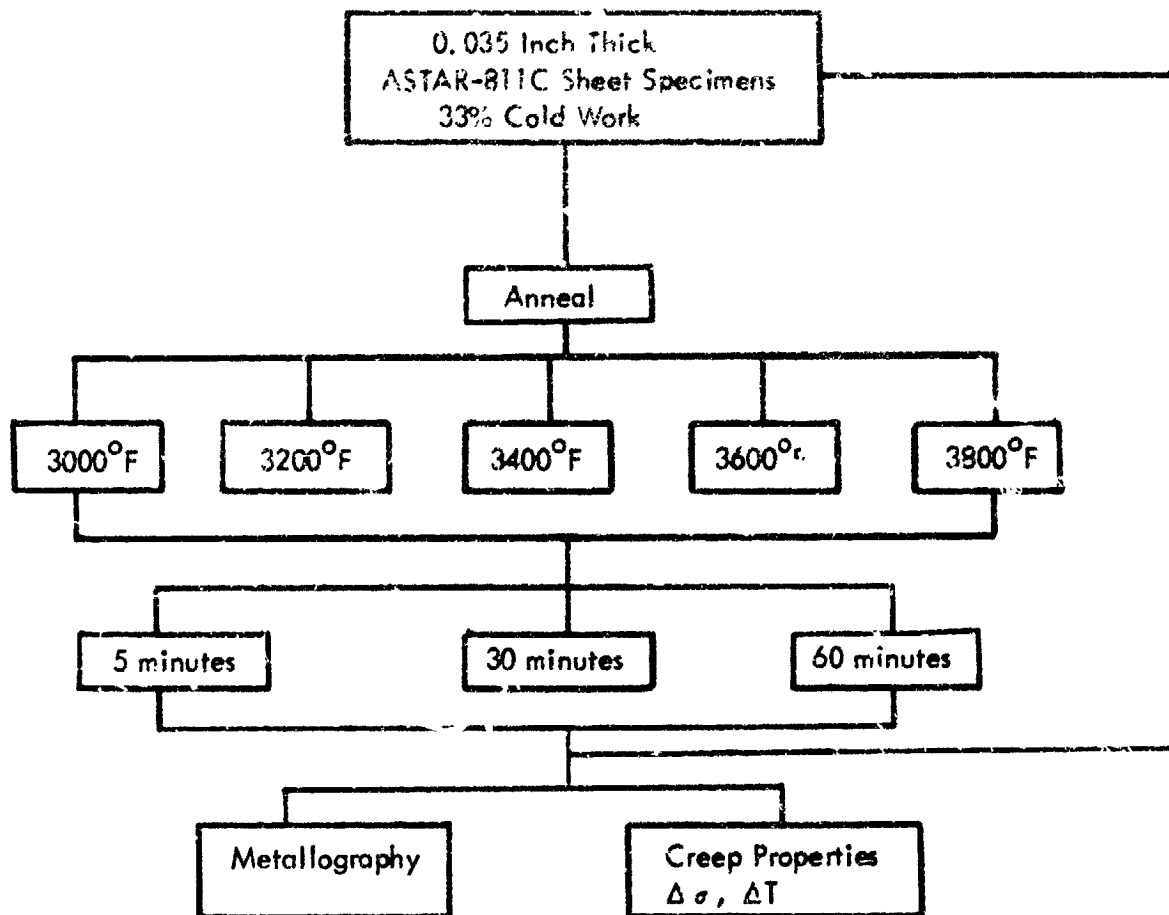 0.035 Inch Thick
ASTAR-811C Sheet Specimens
33% Cold Work
Anneal
3000°F
3200°F
3400°F
3600°
3800°F
5 minutes
30 minutes
60 minutes
Metallography
Creep Properties
Δ σ, ΔT